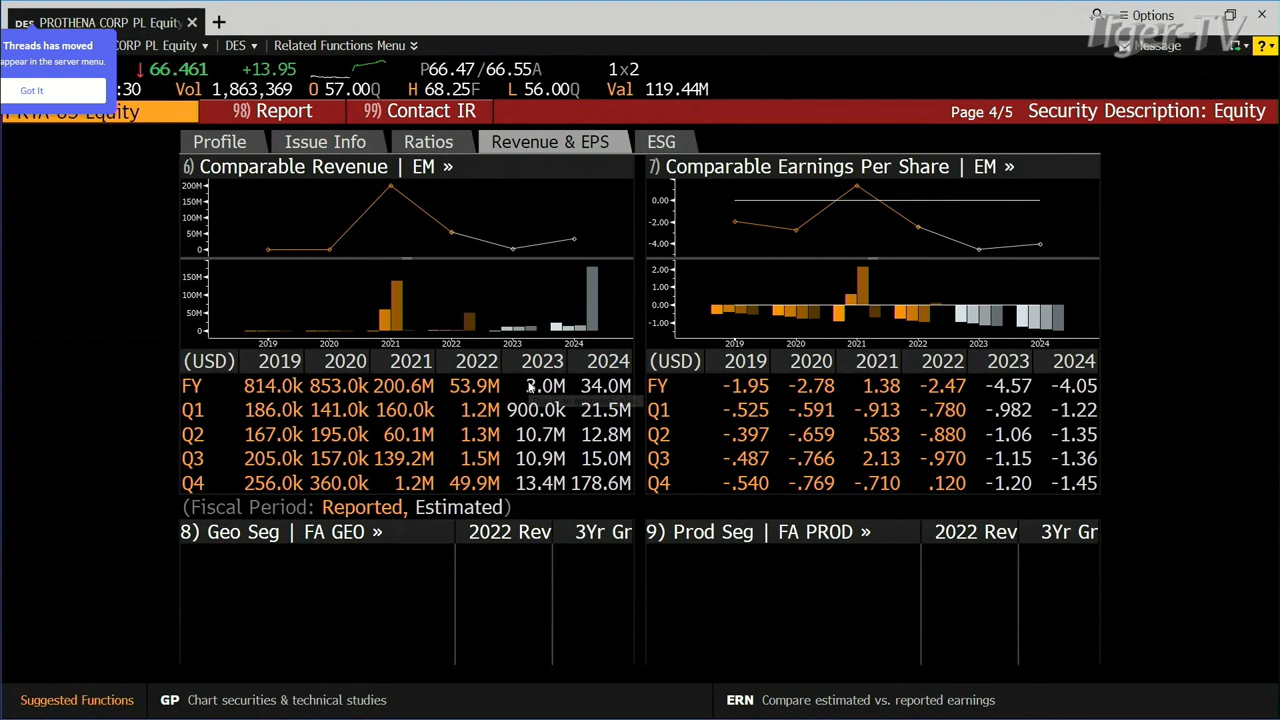 DES PROTHENA CORP PL Equity × +
Options
Tiger-TV
Threads has moved
appear in the server menu.
Got It
CORP PL Equity ▾ DES ▾ Related Functions Menu
Message
? ▾
↓ 66.461 +13.95 P66.47/66.55A 1x2
:30 Vol 1,863,369 O 57.00Q H 68.25F L 56.00Q Val 119.44M
PRTA US Equity 98) Report 99) Contact IR Page 4/5 Security Description: Equity
Profile Issue Info Ratios Revenue & EPS ESG
6) Comparable Revenue | EM »
200M
150M
100M
50M
0
150M
100M
50M
0
2019 2020 2021 2022 2023 2024
(USD) 2019 2020 2021 2022 2023 2024
FY 814.0k 853.0k 200.6M 53.9M .0M 34.0M
Q1 186.0k 141.0k 160.0k 1.2M 900.0k 21.5M
Q2 167.0k 195.0k 60.1M 1.3M 10.7M 12.8M
Q3 205.0k 157.0k 139.2M 1.5M 10.9M 15.0M
Q4 256.0k 360.0k 1.2M 49.9M 13.4M 178.6M
7) Comparable Earnings Per Share | EM »
0.00
-2.00
-4.00
2.00
1.00
0.00
-1.00
2019 2020 2021 2022 2023 2024
(USD) 2019 2020 2021 2022 2023 2024
FY -1.95 -2.78 1.38 -2.47 -4.57 -4.05
Q1 -.525 -.591 -.913 -.780 -.982 -1.22
Q2 -.397 -.659 .583 -.880 -1.06 -1.35
Q3 -.487 -.766 2.13 -.970 -1.15 -1.36
Q4 -.540 -.769 -.710 .120 -1.20 -1.45
(Fiscal Period: Reported, Estimated)
8) Geo Seg | FA GEO » 2022 Rev 3Yr Gr
9) Prod Seg | FA PROD » 2022 Rev 3Yr Gr
Suggested Functions GP Chart securities & technical studies ERN Compare estimated vs. reported earnings